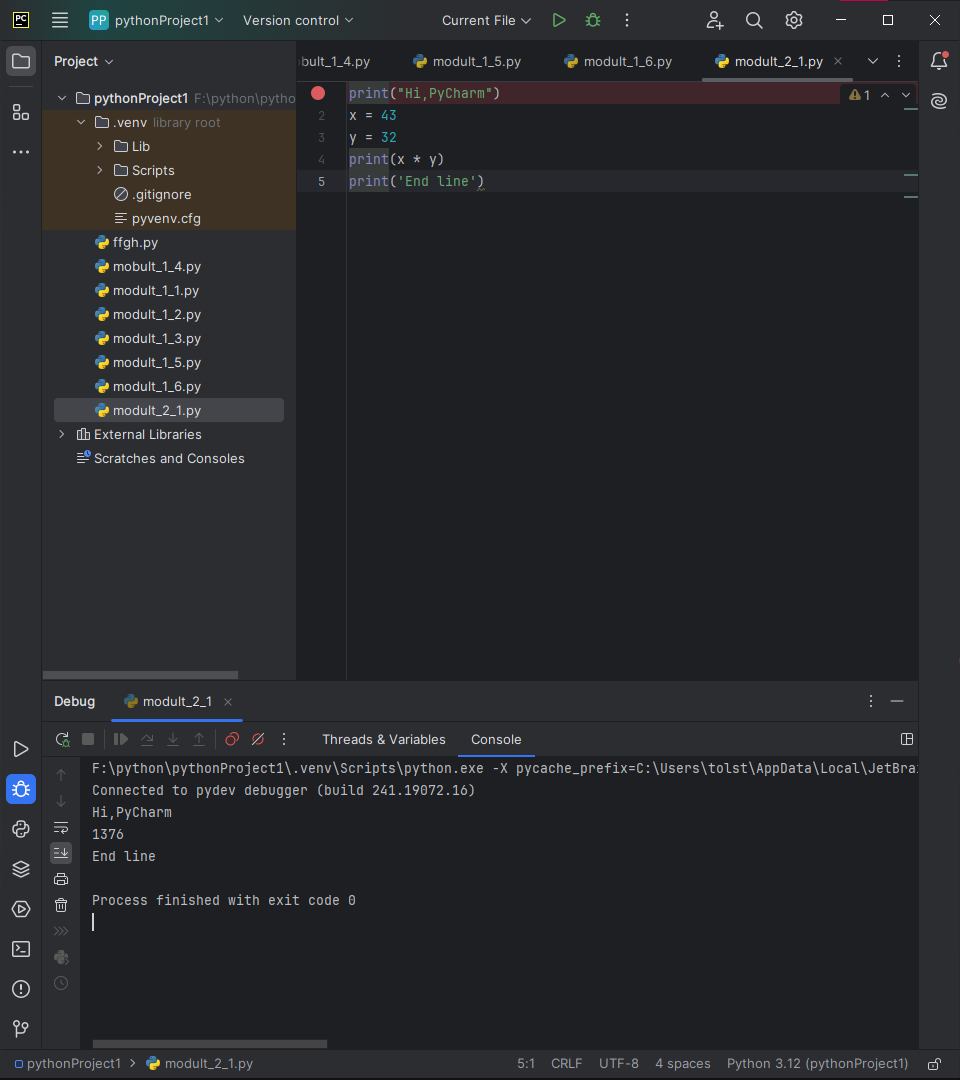 PC
PP pythonProject1 Version control Current File
Project
bult_1_4.py modult_1_5.py modult_1_6.py modult_2_1.py
pythonProject1 F:\python\pytho
.venv library root
Lib
Scripts
.gitignore
pyvenv.cfg
ffgh.py
mobult_1_4.py
modult_1_1.py
modult_1_2.py
modult_1_3.py
modult_1_5.py
modult_1_6.py
modult_2_1.py
External Libraries
Scratches and Consoles
print("Hi,PyCharm")
1
2 x = 43
3 y = 32
4 print(x * y)
5 print('End line')
Debug modult_2_1
Threads & Variables Console
F:\python\pythonProject1\.venv\Scripts\python.exe -X pycache_prefix=C:\Users\tolst\AppData\Local\JetBra
Connected to pydev debugger (build 241.19072.16)
Hi,PyCharm
1376
End line
Process finished with exit code 0
pythonProject1 modult_2_1.py 5:1 CRLF UTF-8 4 spaces Python 3.12 (pythonProject1)